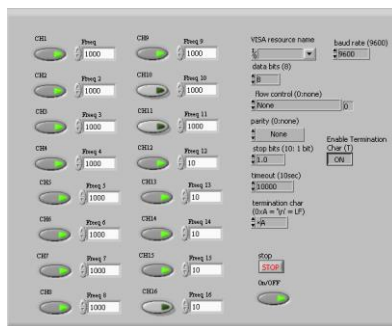 CH1 Freq 1000
CH2 Freq 2 1000
CH3 Freq 3 1000
CH4 Freq 4 1000
CH5 Freq 5 1000
CH6 Freq 6 1000
CH7 Freq 7 1000
CH8 Freq 8 1000
CH9 Freq 9 1000
CH10 Freq 10 1000
CH11 Freq 11 1000
CH12 Freq 12 10
CH13 Freq 13 10
CH14 Freq 14 10
CH15 Freq 15 10
CH16 Freq 16 10
VISA resource name
baud rate (9600)
9600
data bits (8)
8
Flow control (0:none)
None 0
parity (0:none)
None
Enable Termination
Char (T)
ON
stop bits (10: 1 bit)
1.0
timeout (10sec)
10000
termination char
(0xA = '\n' = LF)
xA
stop
STOP
On/OFF